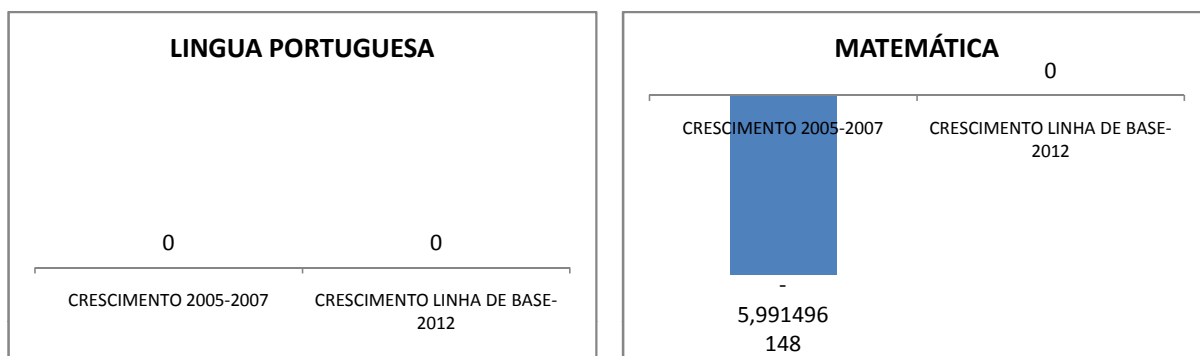 LINGUA PORTUGUESA
0
0
CRESCIMENTO 2005-2007
CRESCIMENTO LINHA DE BASE-
2012
MATEMÁTICA
0
CRESCIMENTO 2005-2007
CRESCIMENTO LINHA DE BASE-
2012
-
5,991496
148